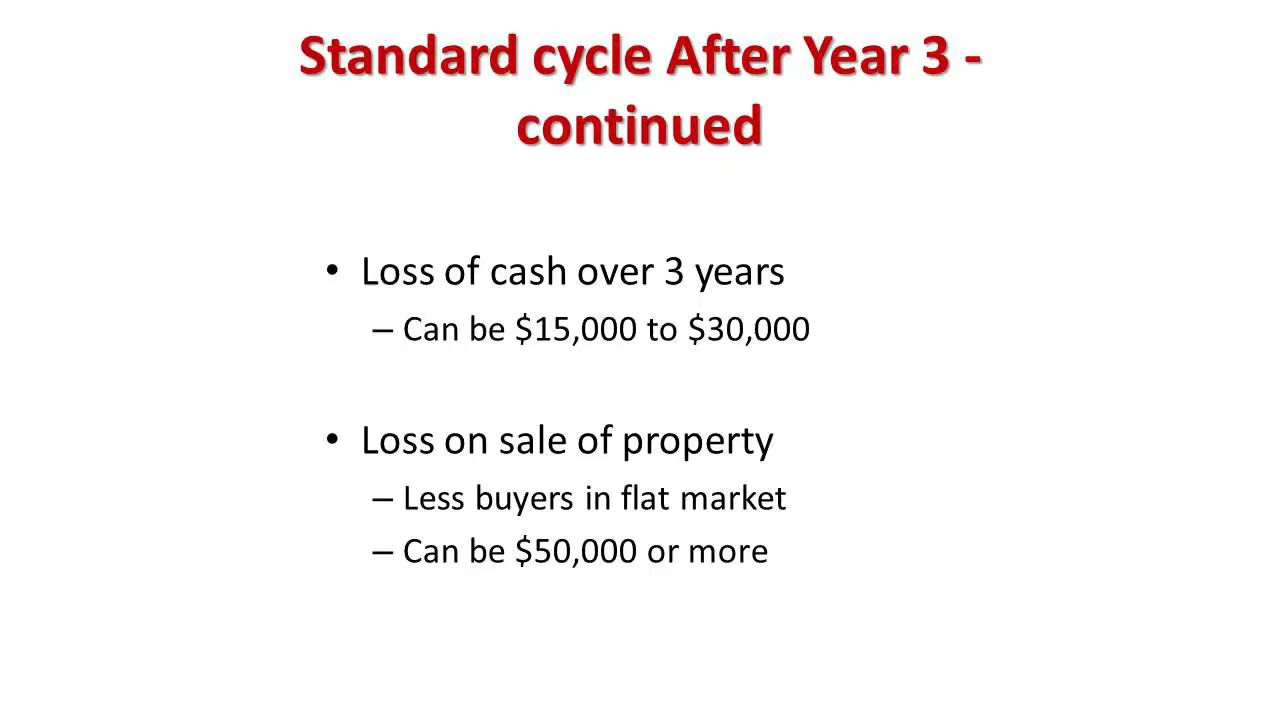 Standard cycle After Year 3 -
continued
• Loss of cash over 3 years
– Can be $15,000 to $30,000
• Loss on sale of property
– Less buyers in flat market
– Can be $50,000 or more